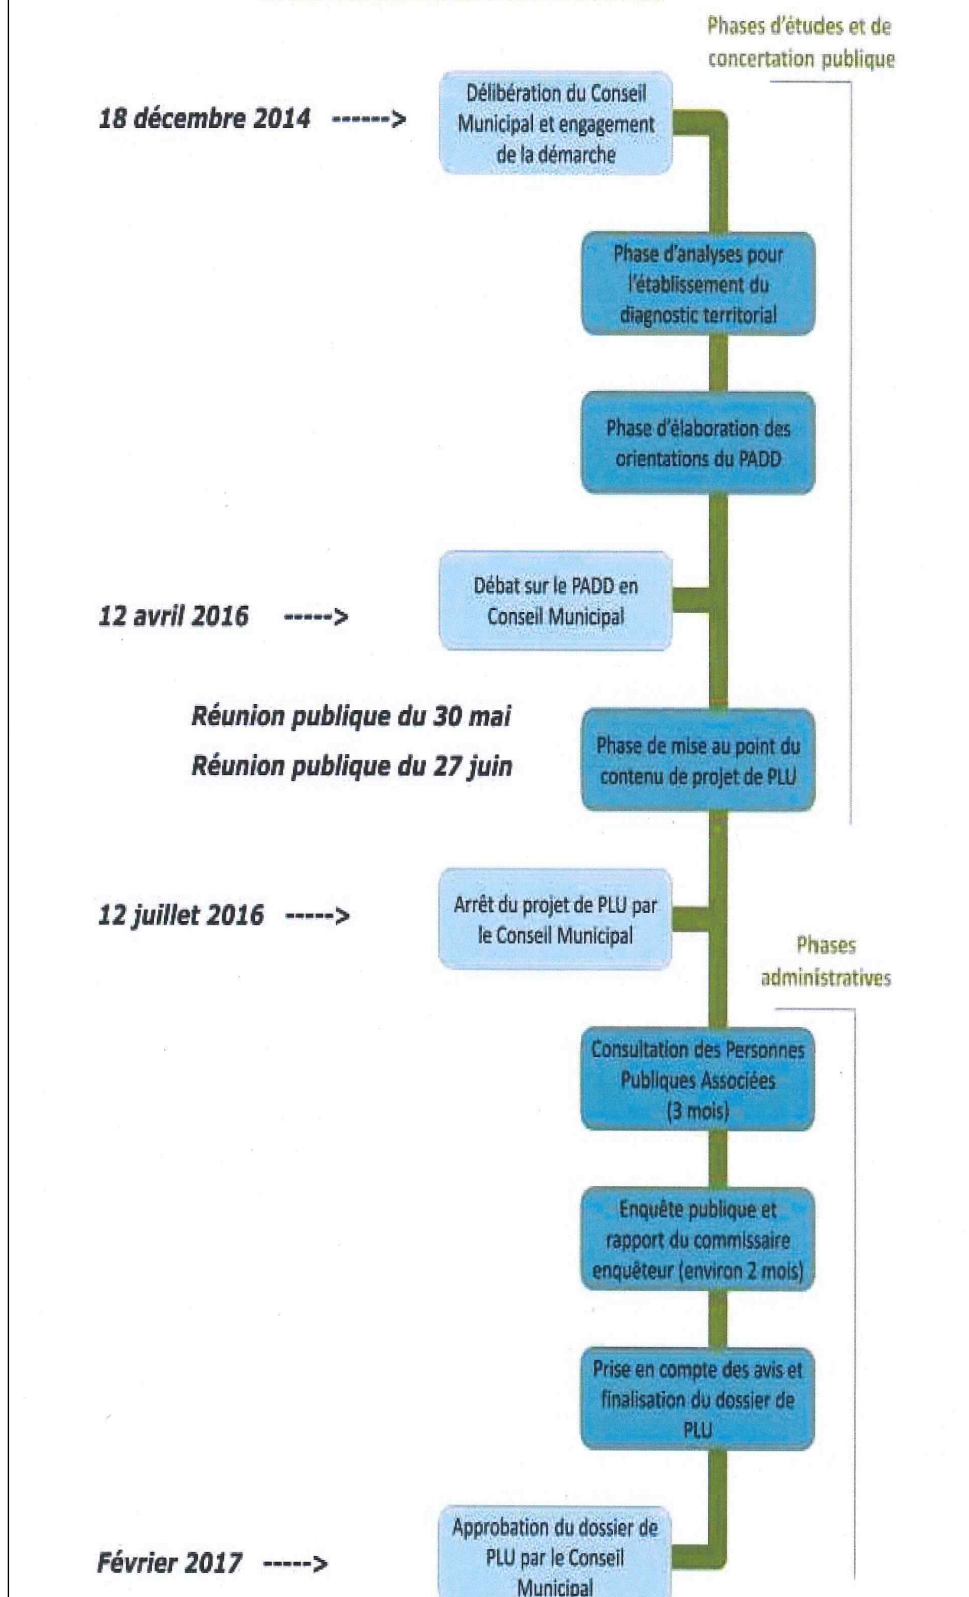 Phases d'études et de
concertation publique
18 décembre 2014 ------>
Délibération du Conseil
Municipal et engagement
de la démarche
Phase d'analyses pour
l'établissement du
diagnostic territorial
Phase d'élaboration des
orientations du PADD
12 avril 2016 ----->
Débat sur le PADD en
Conseil Municipal
Réunion publique du 30 mai
Réunion publique du 27 juin
Phase de mise au point du
contenu de projet de PLU
12 juillet 2016 ----->
Arrêt du projet de PLU par
le Conseil Municipal
Phases
administratives
Consultation des Personnes
Publiques Associées
(3 mois)
Enquête publique et
rapport du commissaire
enquêteur (environ 2 mois)
Prise en compte des avis et
finalisation du dossier de
PLU
Février 2017 ----->
Approbation du dossier de
PLU par le Conseil
Municipal